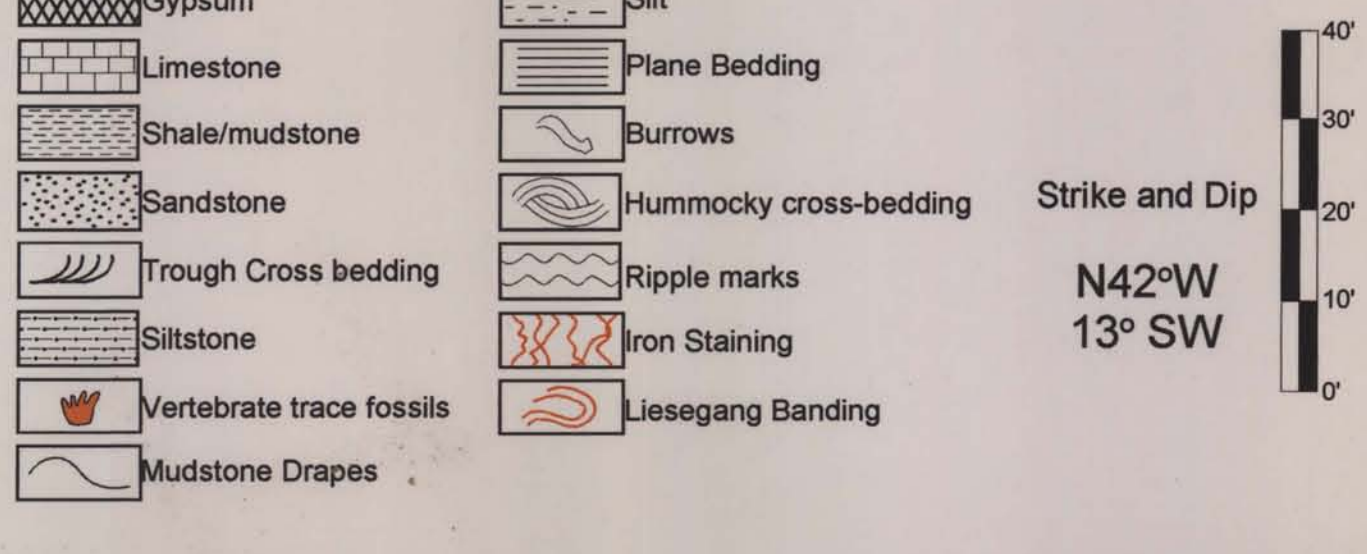 Gypsum
Limestone
Shale/mudstone
Sandstone
Trough Cross bedding
Siltstone
Vertebrate trace fossils
Mudstone Drapes
Silt
Plane Bedding
Burrows
Hummocky cross-bedding
Ripple marks
Iron Staining
Liesegang Banding
Strike and Dip
N42°W
13° SW
40'
30'
20'
10'
0'